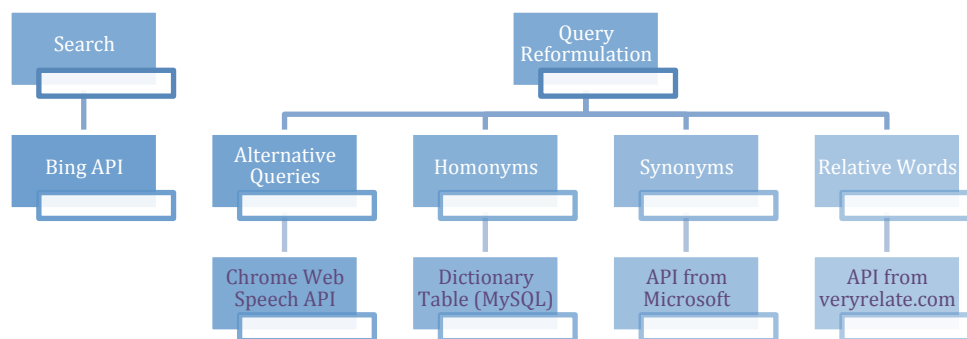 Search
Query
Reformulation
Bing API
Alternative
Queries
Homonyms
Synonyms
Relative Words
Chrome Web
Speech API
Dictionary
Table (MySQL)
API from
Microsoft
API from
veryrelate.com